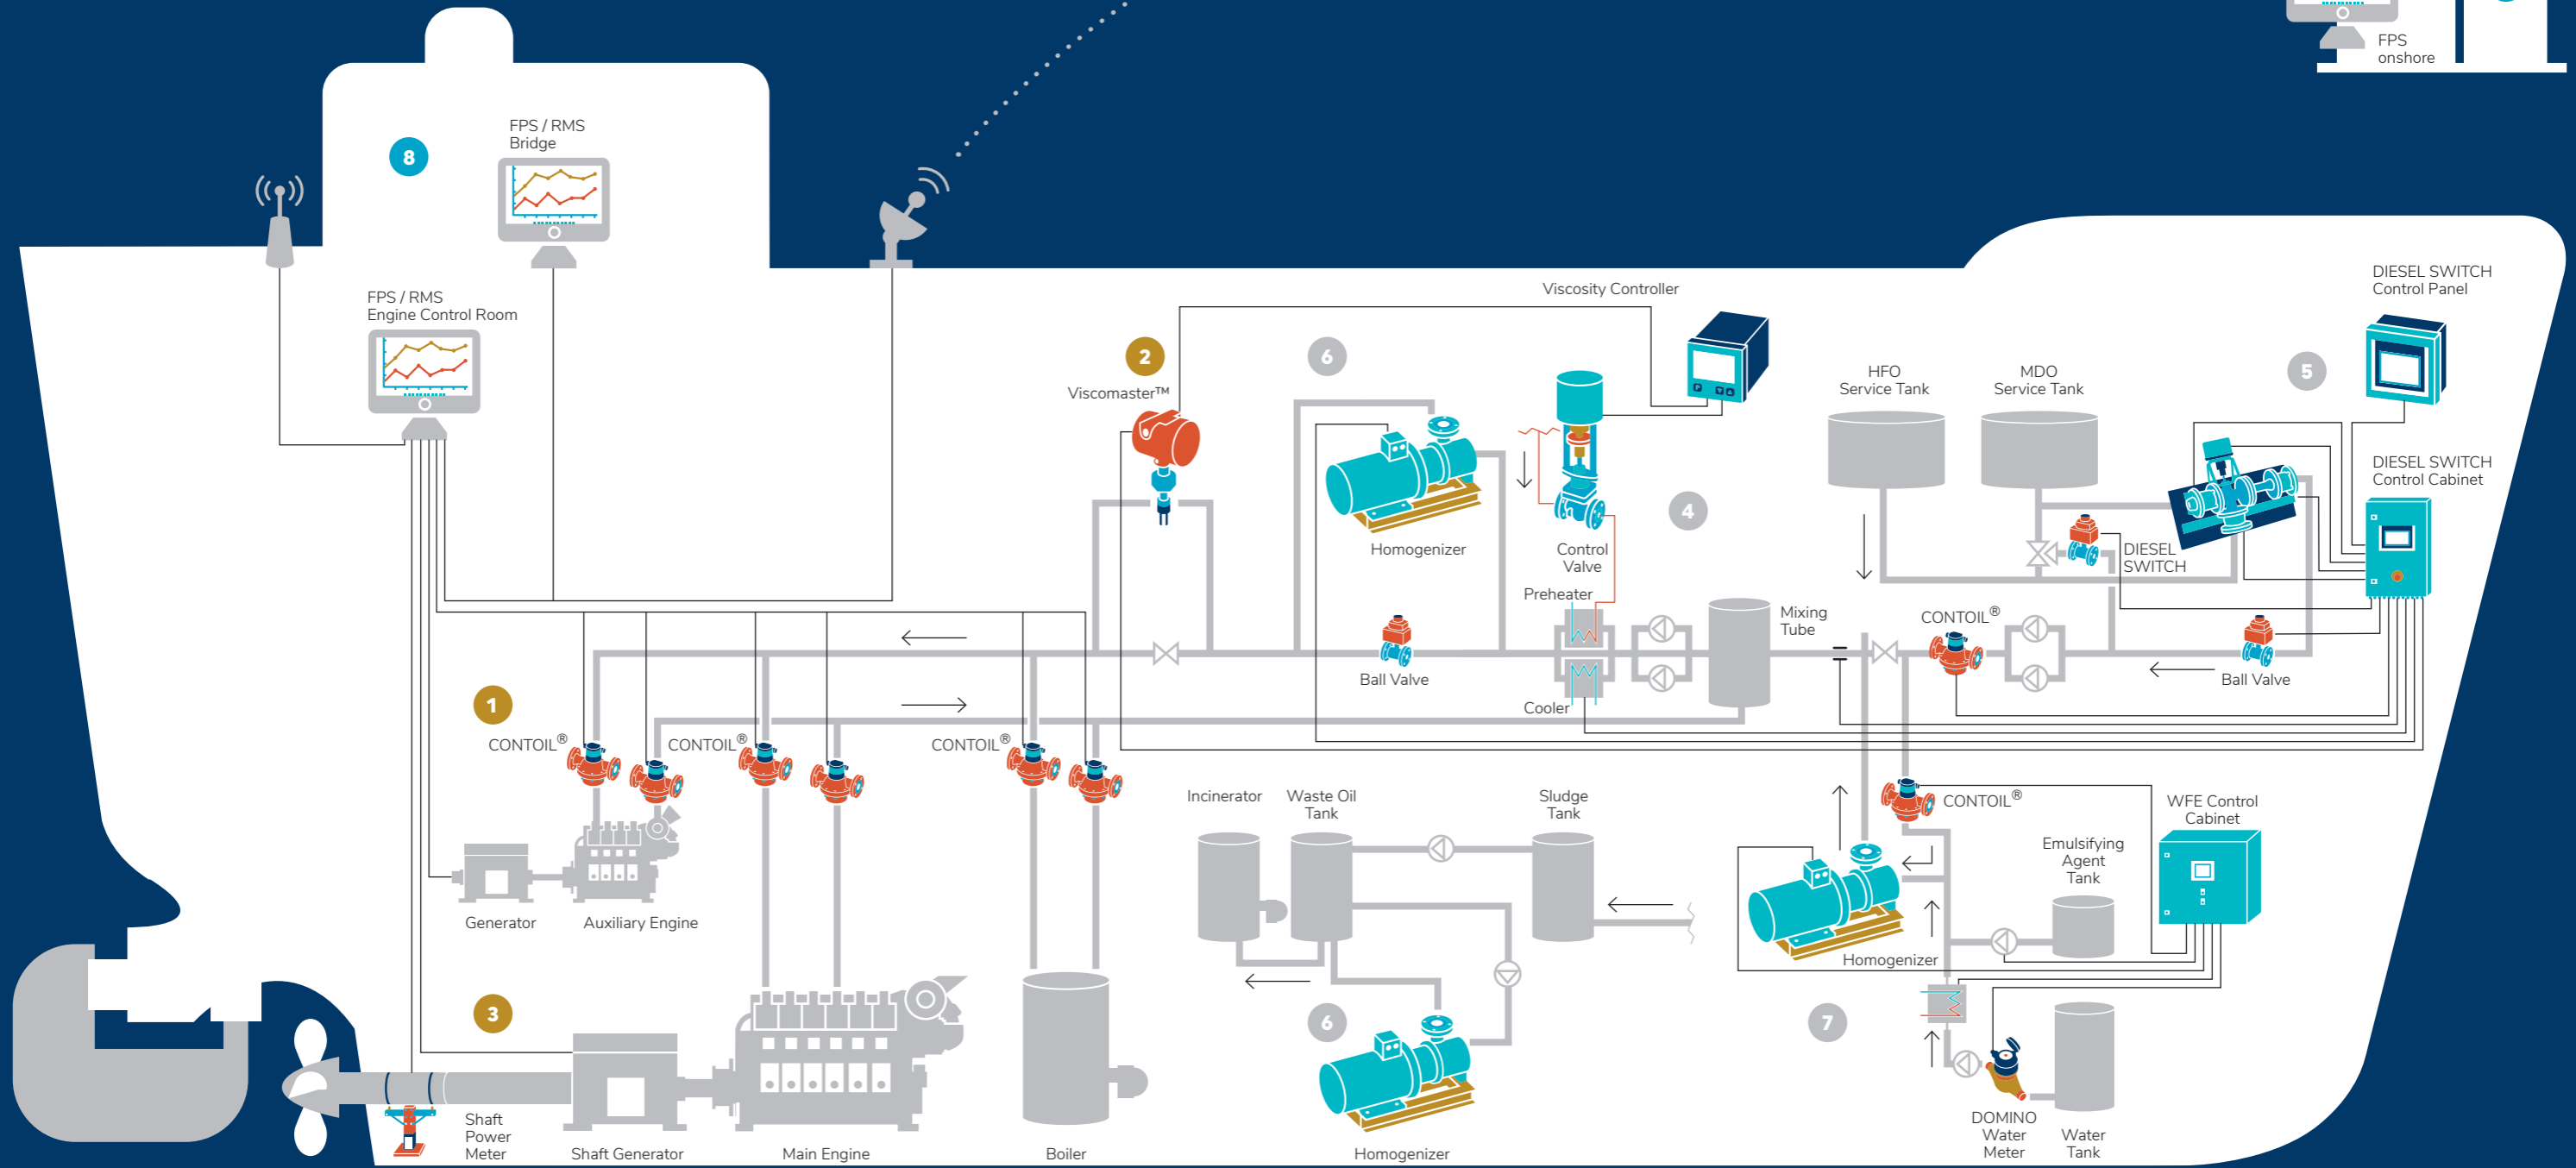 FPS
onshore
8
FPS / RMS
Bridge
FPS / RMS
Engine Control Room
Viscosity Controller
DIESEL SWITCH
Control Panel
2
Viscomaster™
6
HFO
Service Tank
MDO
Service Tank
5
DIESEL SWITCH
Control Cabinet
4
Homogenizer
Control
Valve
DIESEL
SWITCH
Preheater
Mixing
Tube
CONTOIL®
Ball Valve
Cooler
Ball Valve
1
CONTOIL®
CONTOIL®
CONTOIL®
Incinerator
Waste Oil
Tank
Sludge
Tank
CONTOIL®
WFE Control
Cabinet
Emulsifying
Agent
Tank
Generator
Auxiliary Engine
Homogenizer
3
6
7
Shaft
Power
Meter
Shaft Generator
Main Engine
Boiler
Homogenizer
DOMINO
Water
Meter
Water
Tank